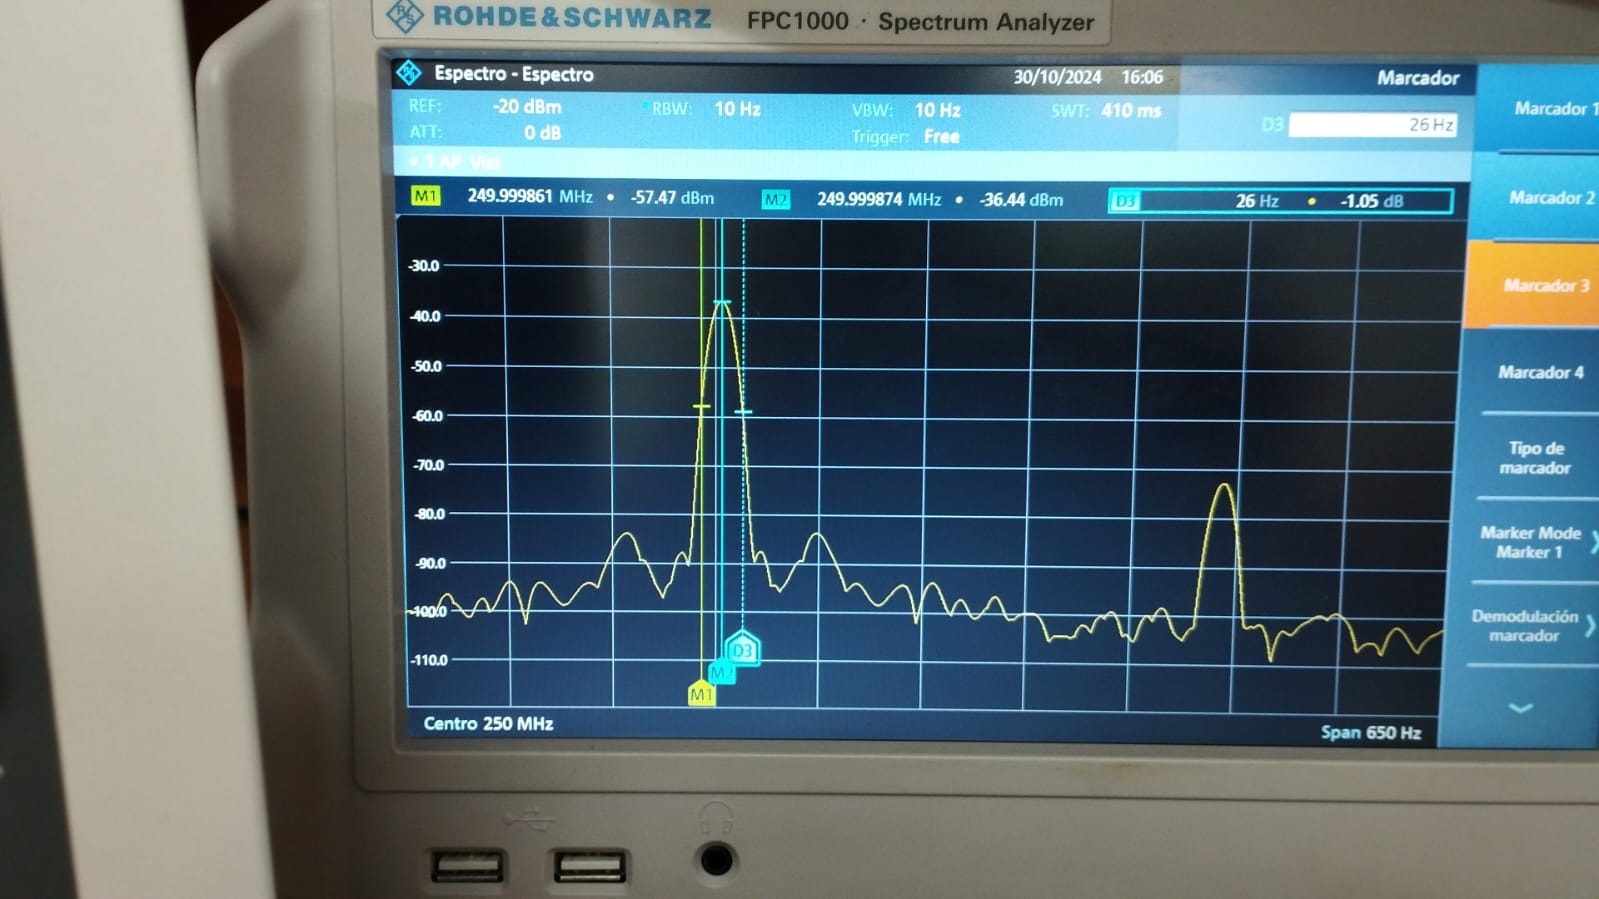 ROHDE&SCHWARZ FPC1000 · Spectrum Analyzer
Espectro - Espectro 30/10/2024 16:06 Marcador
REF: -20 dBm RBW: 10 Hz VBW: 10 Hz SWT: 410 ms
ATT: 0 dB Trigger: Free D3 26 Hz
1 AP Vist
M1 249.999861 MHz • -57.47 dBm M2 249.999874 MHz • -36.44 dBm D3 26 Hz • -1.05 dB
-30.0
-40.0
-50.0
-60.0
-70.0
-80.0
-90.0
-100.0
-110.0
D3
M2
M1
Centro 250 MHz Span 650 Hz
Marcador 1
Marcador 2
Marcador 3
Marcador 4
Tipo de
marcador
Marker Mode
Marker 1
Demodulación
marcador